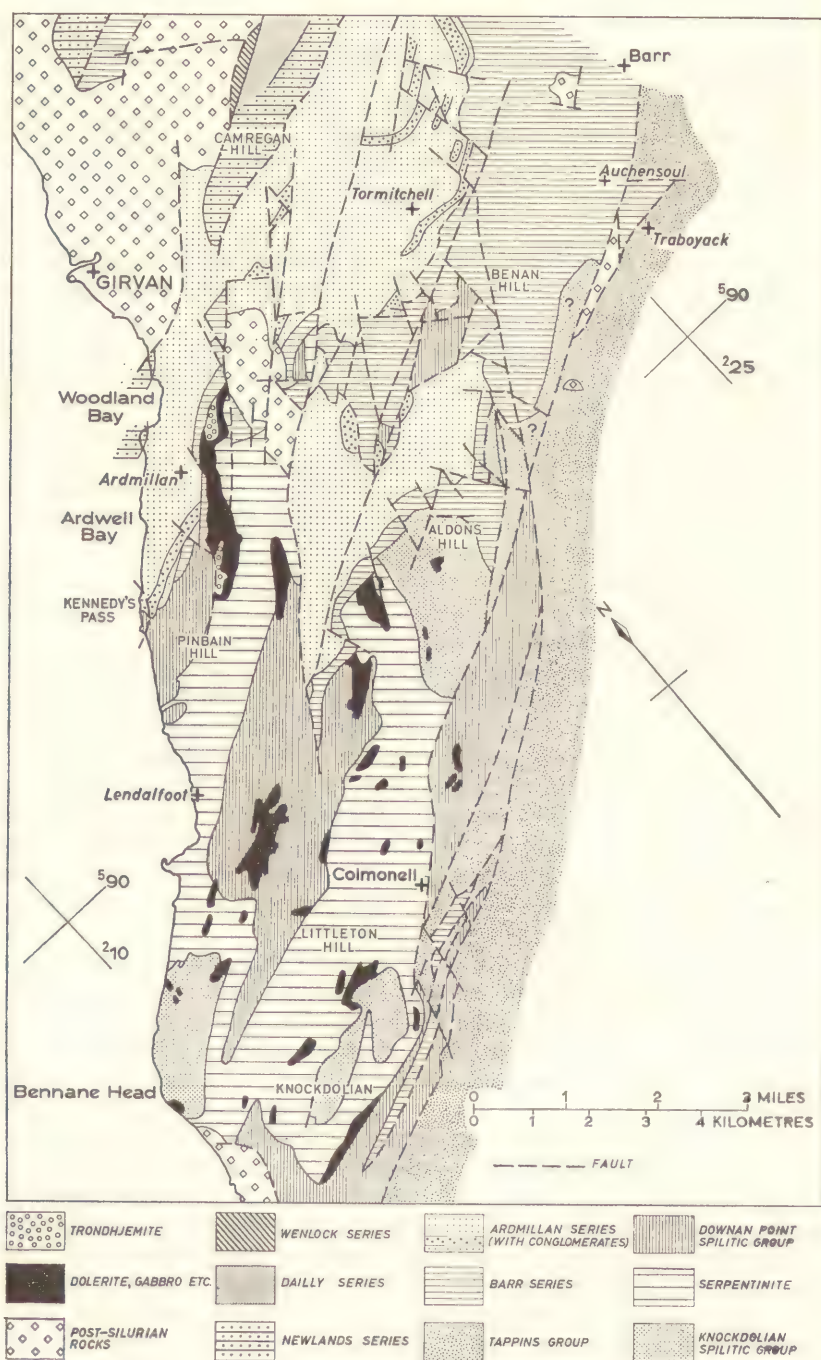 Barr
CAMREGAN
HILL
Auchensoul
Tormitchell
Traboyack
GIRVAN
BENAN
HILL
?
⁵90
²25
Woodland
Bay
?
Ardmillan
Ardwell
Bay
ALDONS
HILL
KENNEDY'S
PASS
PINBAIN
HILL
N
Lendalfoot
Colmonell
⁵90
²10
LITTLETON
HILL
Bennane Head
KNOCKDOLIAN
0 1 2 3 MILES
0 1 2 3 4 KILOMETRES
FAULT
TRONDHJEMITE
WENLOCK SERIES
ARDMILLAN SERIES
(WITH CONGLOMERATES)
DOWNAN POINT
SPILITIC GROUP
DOLERITE, GABBRO ETC.
DAILLY SERIES
BARR SERIES
SERPENTINITE
POST-SILURIAN
ROCKS
NEWLANDS SERIES
TAPPINS GROUP
KNOCKDOLIAN
SPILITIC GROUP